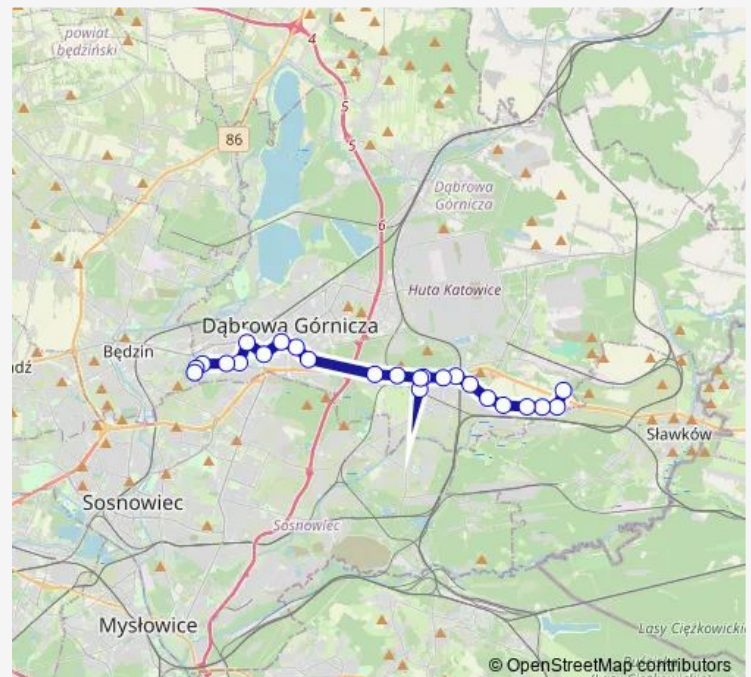 powiat
będziński
4
5
86
5
Dąbrowa
Górnicza
6
Huta Katowice
Dąbrowa Górnicza
Będzin
dź
Sławków
Sosnowiec
Sosnowiec
Mysłowice
Lasy Ciężkowickie
© OpenStreetMap contributors